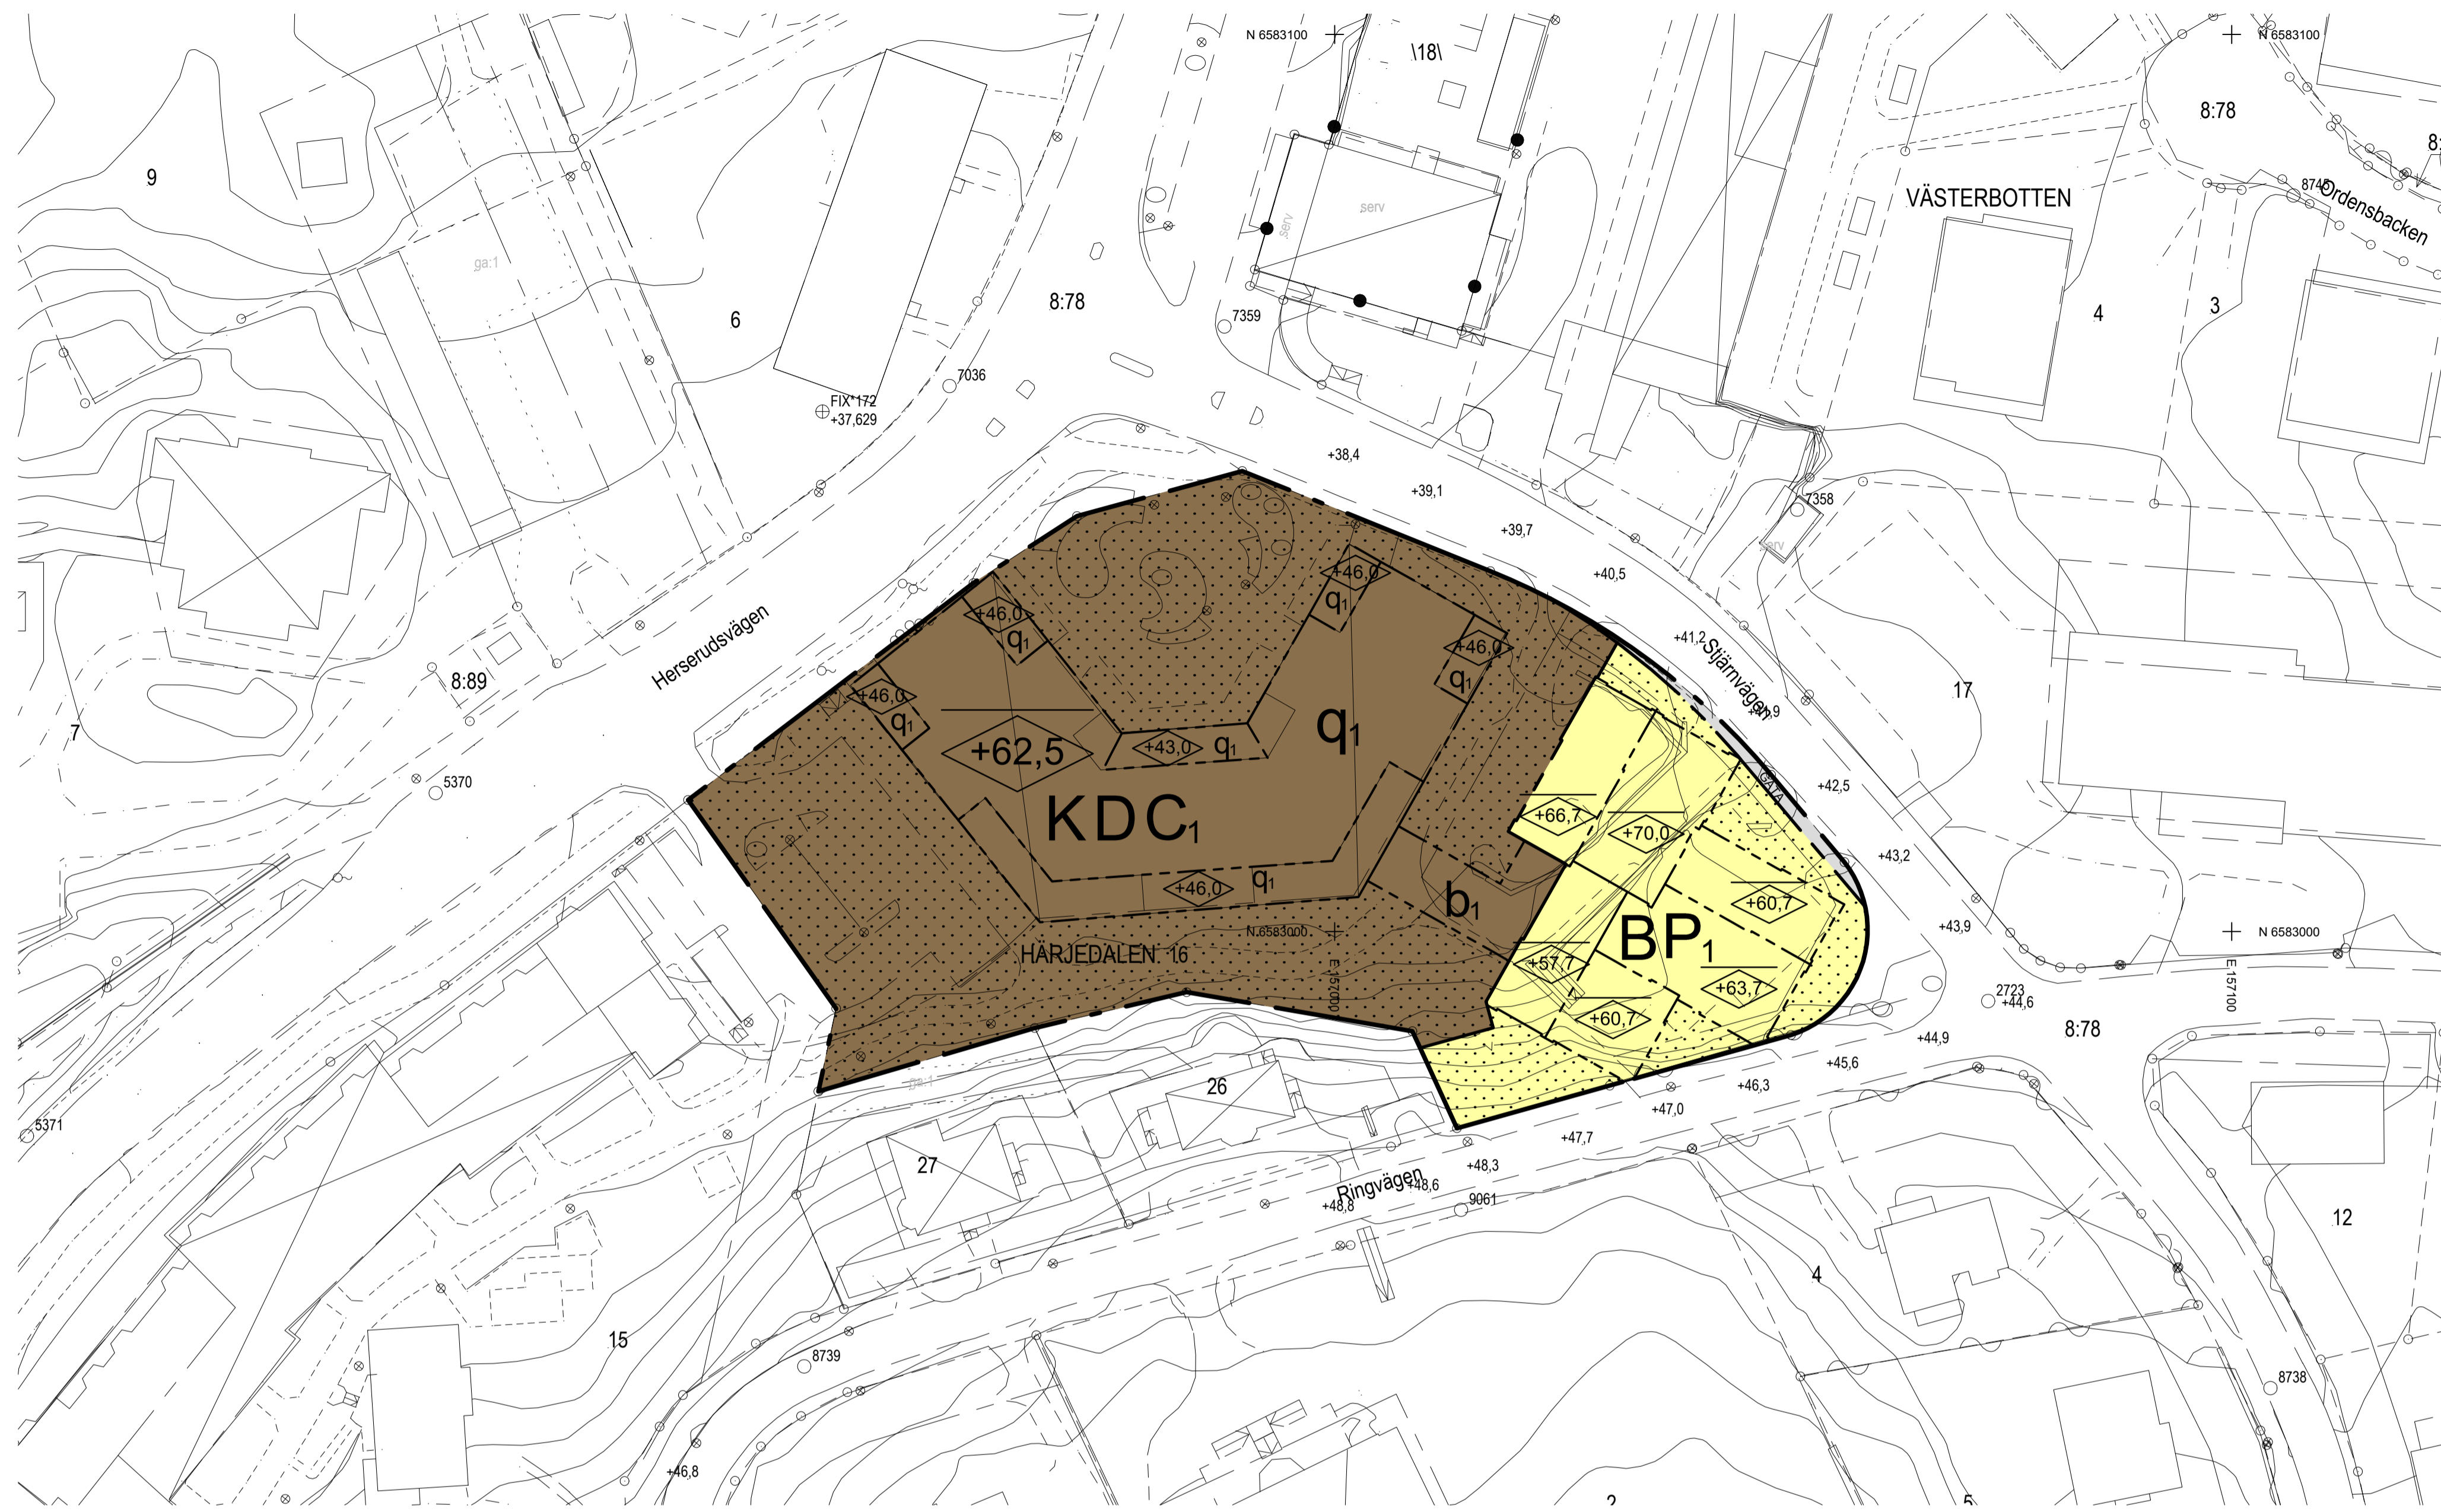 N 6583100
\18\
N 6583100
8:78
9
VÄSTERBOTTEN
8745
Ordensbacken
serv
serv
ga:1
8:78
6
7359
4
3
7036
FIX*172
+37,629
+38,4
+39,1
7358
+39,7
serv
+40,5
+46,0
q1
+46,0
q1
Herserudsvägen
+41,2
Stjärnvägen
+46,0
q1
8:89
17
+46,0
q1
7
+62,5
+43,0
q1
q1
5370
+42,5
GATA
KDC1
+66,7
+70,0
+43,2
+46,0
q1
b1
+60,7
BP1
+43,9
N 6583000
N 6583000
HÄRJEDALEN 16
+57,7
E 157000
E 157100
+63,7
2723
+44,6
+60,7
8:78
+44,9
+45,6
ga:1
26
+46,3
+47,0
5371
+47,7
27
+48,3
Ringvägen
+48,6
+48,8
9061
12
4
15
8739
8738
+46,8
2
5